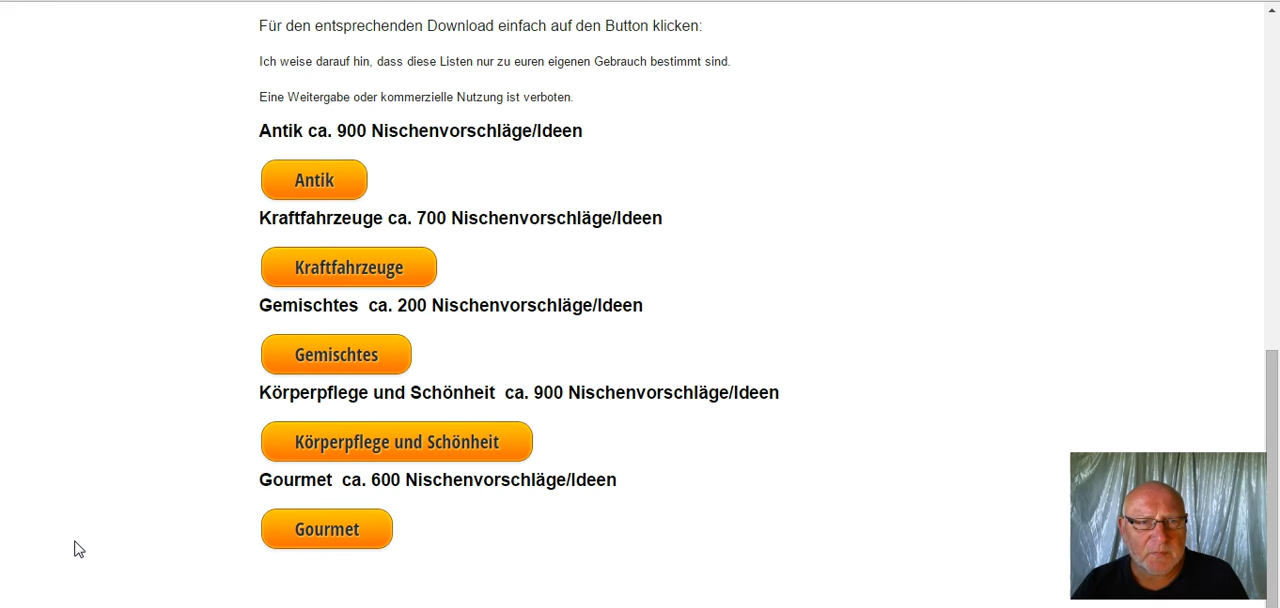 Für den entsprechenden Download einfach auf den Button klicken:
Ich weise darauf hin, dass diese Listen nur zu euren eigenen Gebrauch bestimmt sind.
Eine Weitergabe oder kommerzielle Nutzung ist verboten.
Antik ca. 900 Nischenvorschläge/Ideen
Antik
Kraftfahrzeuge ca. 700 Nischenvorschläge/Ideen
Kraftfahrzeuge
Gemischtes ca. 200 Nischenvorschläge/Ideen
Gemischtes
Körperpflege und Schönheit ca. 900 Nischenvorschläge/Ideen
Körperpflege und Schönheit
Gourmet ca. 600 Nischenvorschläge/Ideen
Gourmet